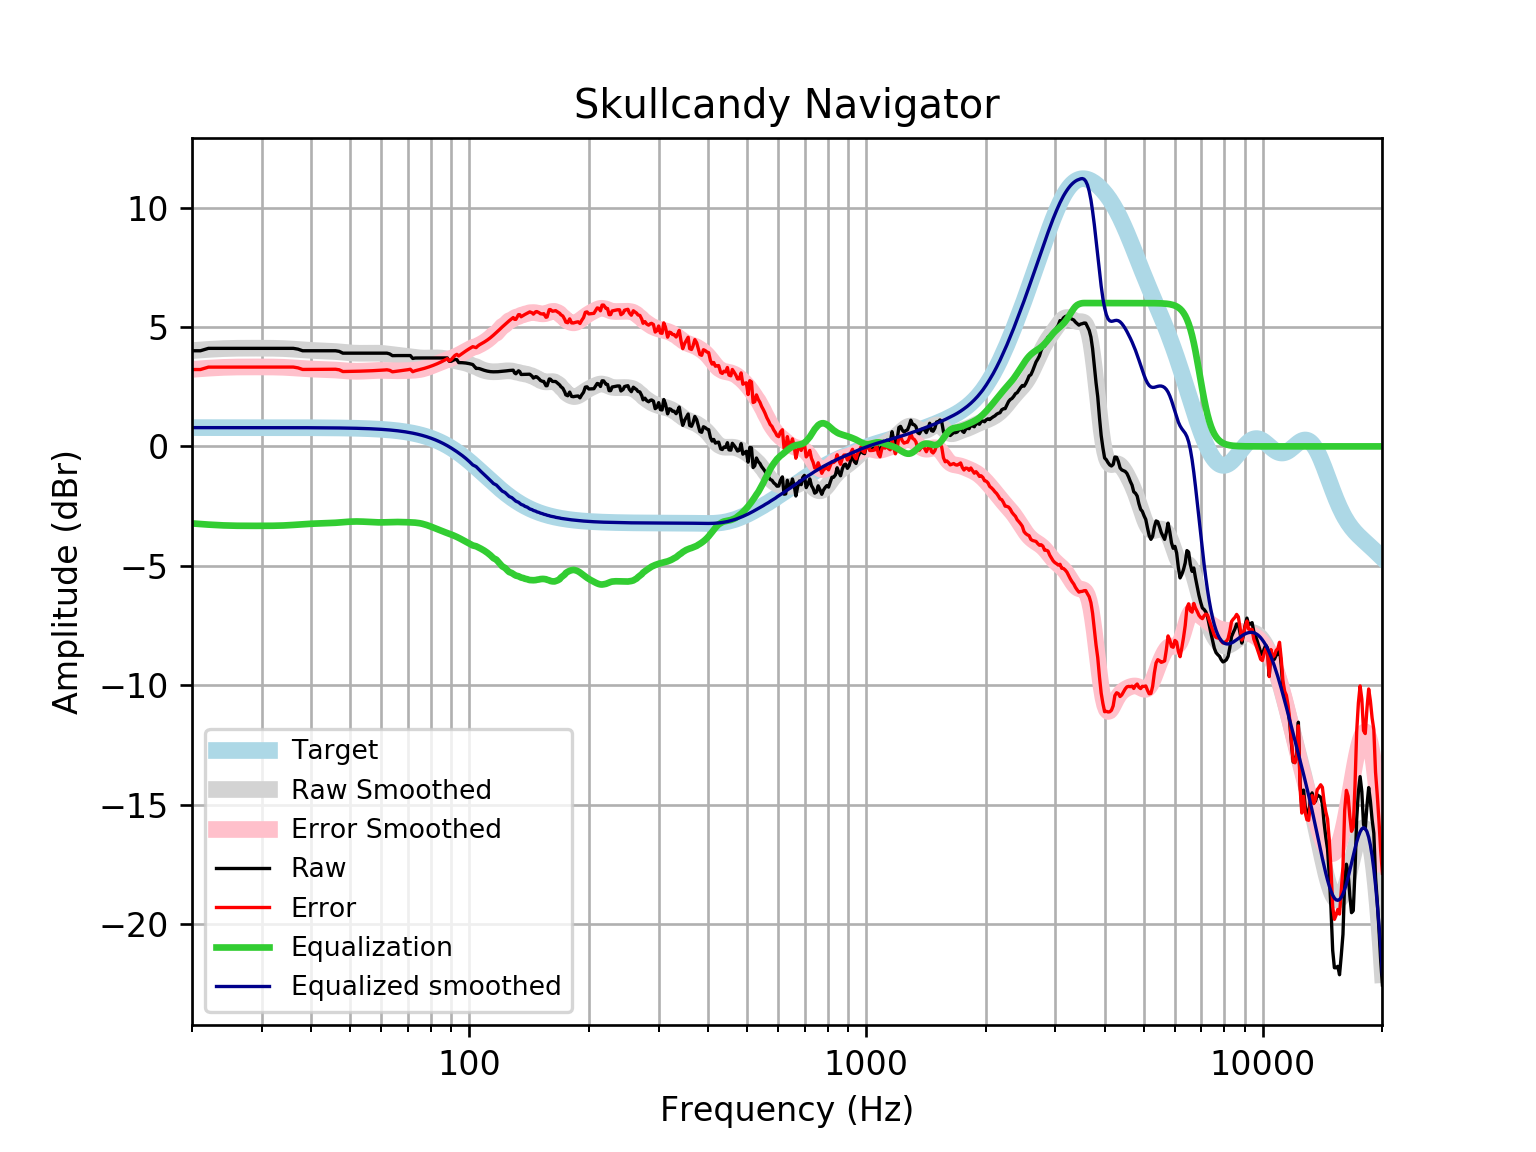 Skullcandy Navigator
Amplitude (dBr)
10
5
0
−5
−10
−15
−20
Target
Raw Smoothed
Error Smoothed
Raw
Error
Equalization
Equalized smoothed
100
1000
10000
Frequency (Hz)